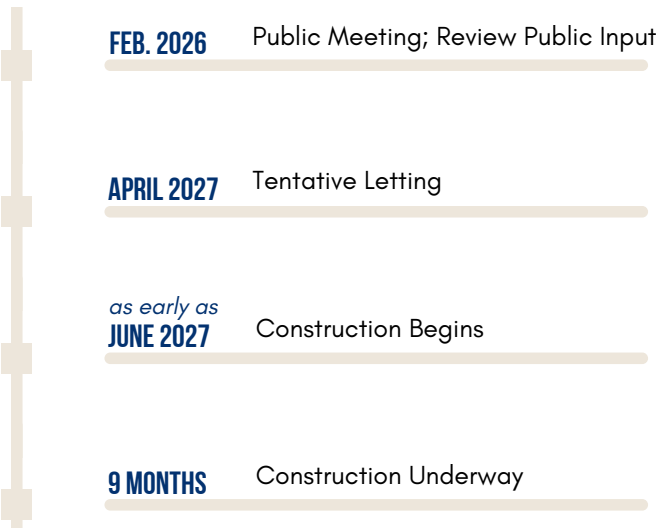 FEB. 2026 Public Meeting; Review Public Input
APRIL 2027 Tentative Letting
as early as
JUNE 2027 Construction Begins
9 MONTHS Construction Underway